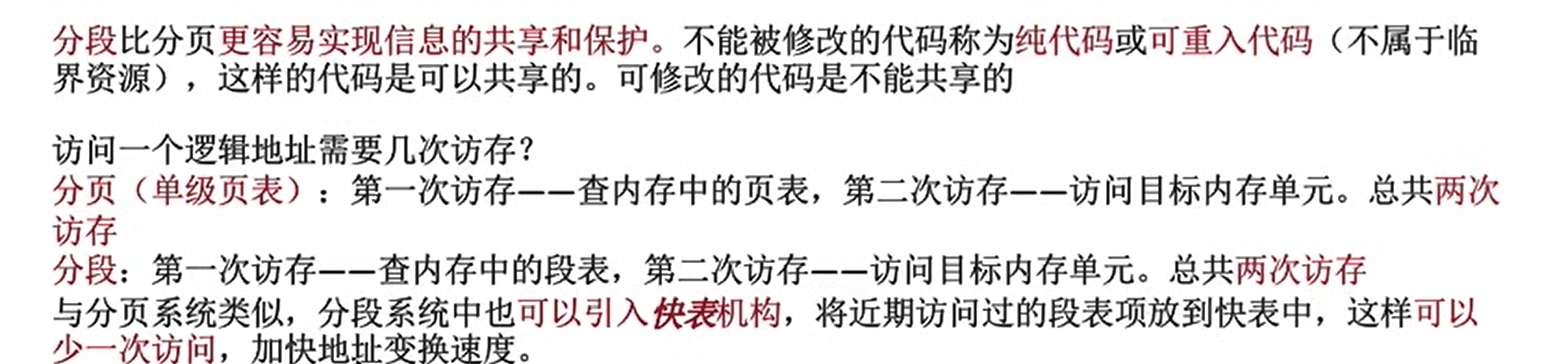 分段比分页更容易实现信息的共享和保护。不能被修改的代码称为纯代码或可重入代码（不属于临
界资源），这样的代码是可以共享的。可修改的代码是不能共享的
访问一个逻辑地址需要几次访存？
分页（单级页表）：第一次访存——查内存中的页表，第二次访存——访问目标内存单元。总共两次
访存
分段：第一次访存——查内存中的段表，第二次访存——访问目标内存单元。总共两次访存
与分页系统类似，分段系统中也可以引入快表机构，将近期访问过的段表项放到快表中，这样可以
少一次访问，加快地址变换速度。